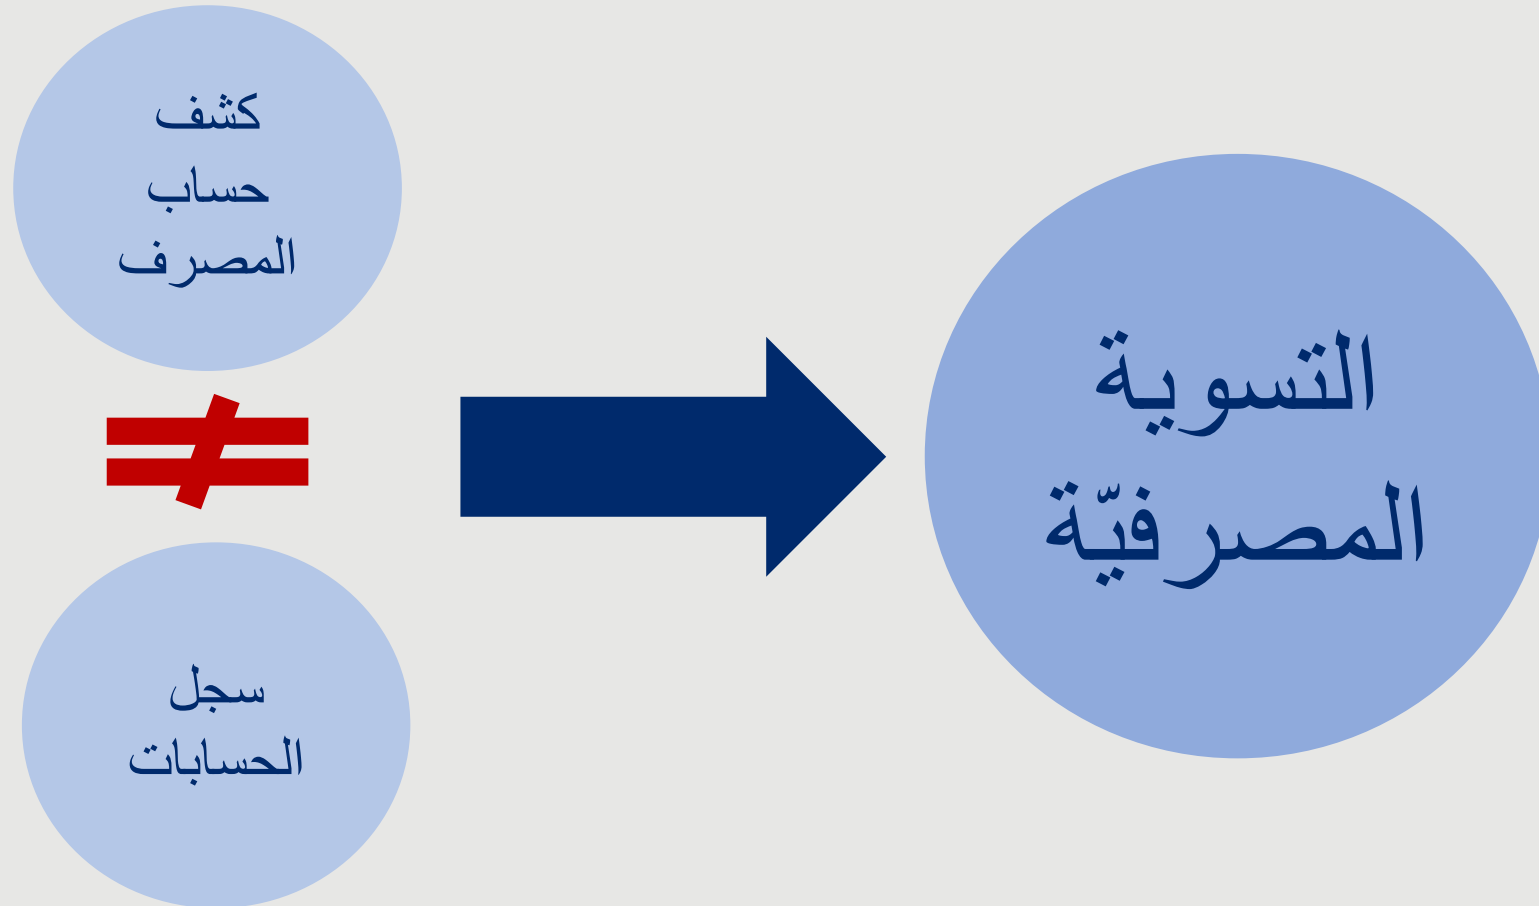 كشف
حساب
المصرف
≠
سجل
الحسابات
التسوية
المصرفيّة